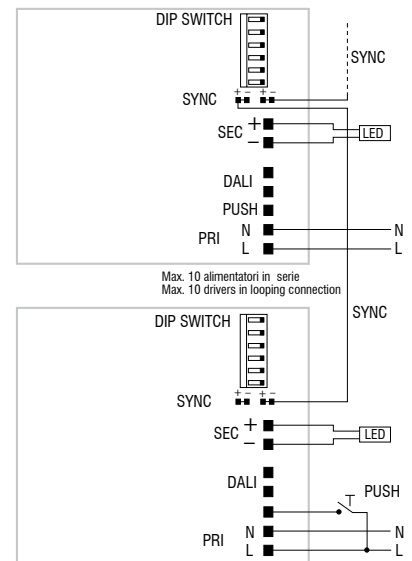 DIP SWITCH
SYNC
+ - + -
SYNC
SEC + -
LED
DALI
PUSH
PRI N L
N
L
Max. 10 alimentatori in serie
Max. 10 drivers in looping connection
SYNC
DIP SWITCH
+ - + -
SYNC
SEC + -
LED
DALI
PUSH
PRI N L
N
L